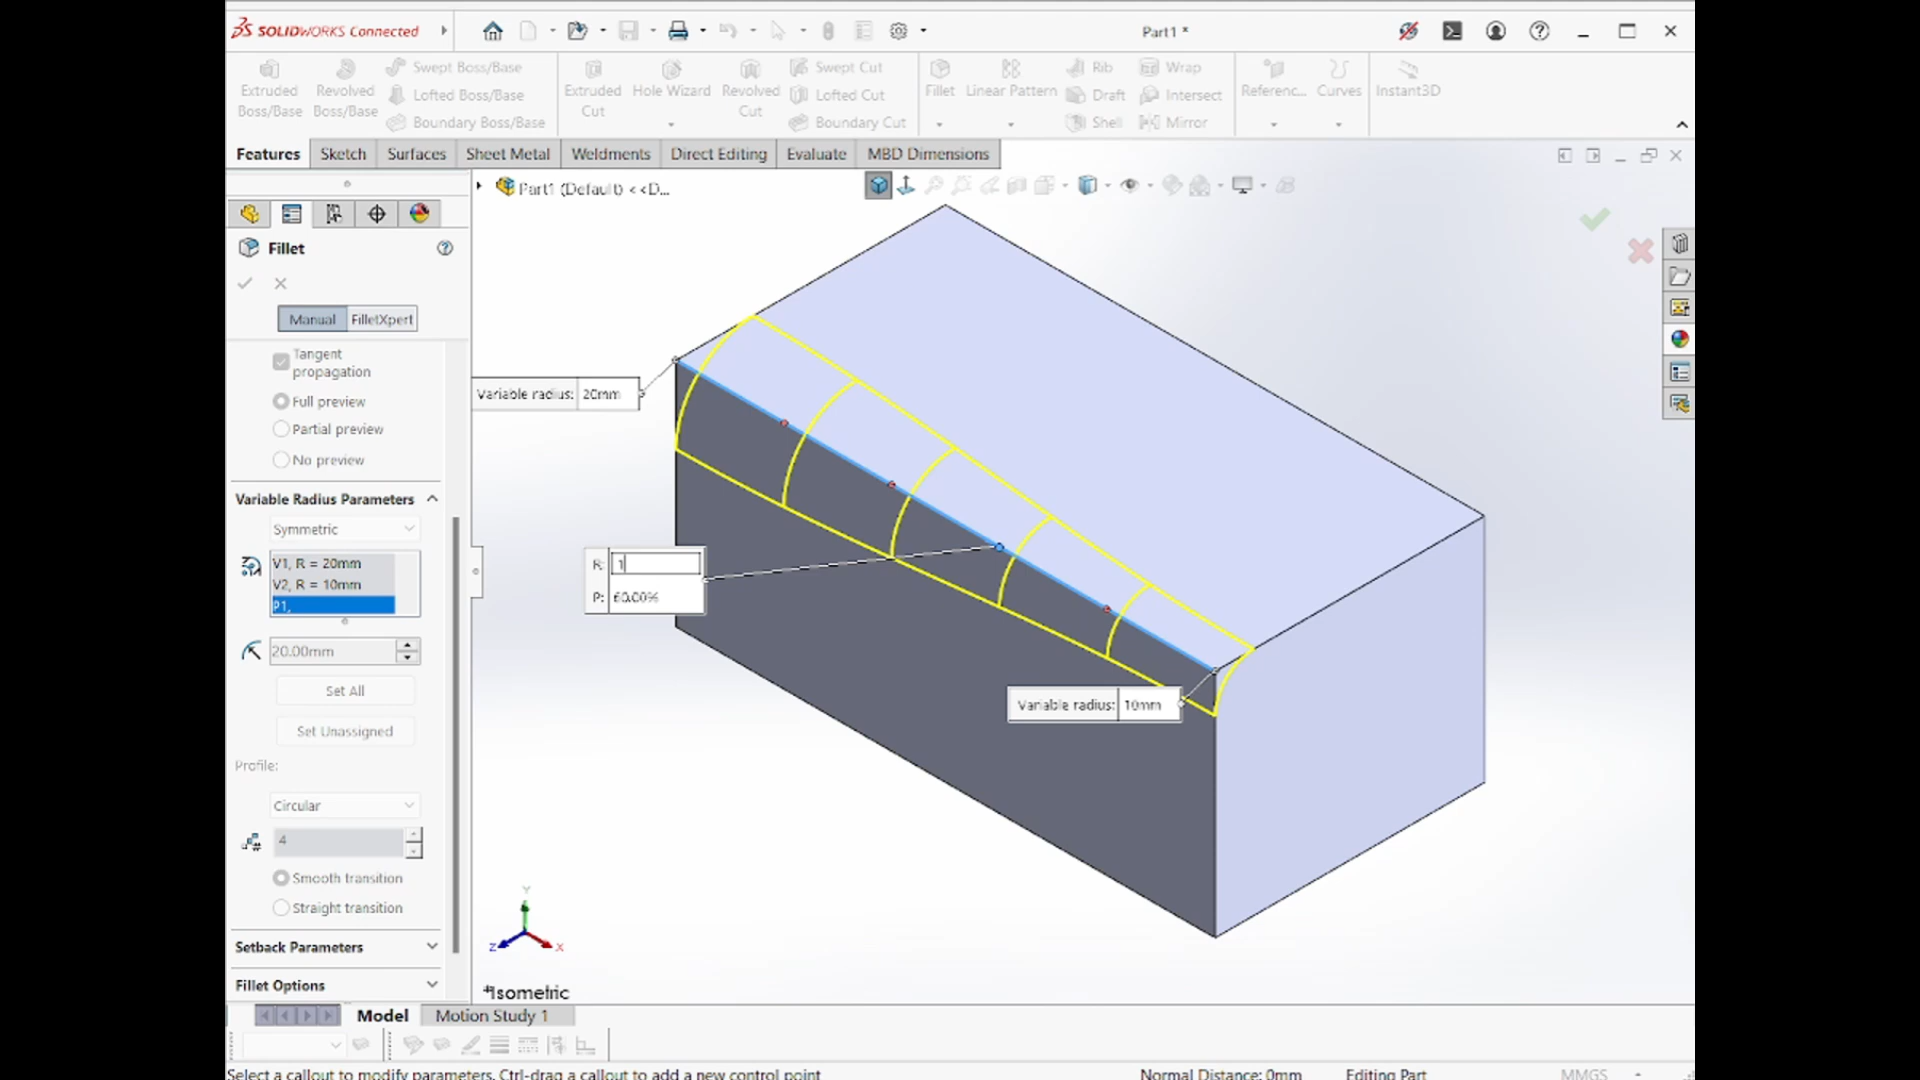 SOLIDWORKS Connected
Part1 *
Extruded Boss/Base
Revolved Boss/Base
Swept Boss/Base
Lofted Boss/Base
Boundary Boss/Base
Extruded Cut
Hole Wizard
Revolved Cut
Swept Cut
Lofted Cut
Boundary Cut
Fillet
Linear Pattern
Rib
Draft
Shell
Wrap
Intersect
Mirror
Referenc...
Curves
Instant3D
Features
Sketch
Surfaces
Sheet Metal
Weldments
Direct Editing
Evaluate
MBD Dimensions
Part1 (Default) <<D...
Fillet
Manual
FilletXpert
Tangent
propagation
Full preview
Partial preview
No preview
Variable Radius Parameters
Symmetric
V1, R = 20mm
V2, R = 10mm
P1,
20.00mm
Set All
Set Unassigned
Profile:
Circular
4
Smooth transition
Straight transition
Setback Parameters
Fillet Options
Variable radius: 20mm
R: 1
P: 60.00%
Variable radius: 10mm
Y
Z
X
*Isometric
Model
Motion Study 1
Select a callout to modify parameters. Ctrl-drag a callout to add a new control point
Normal Distance: 0mm
Editing Part
MMGS